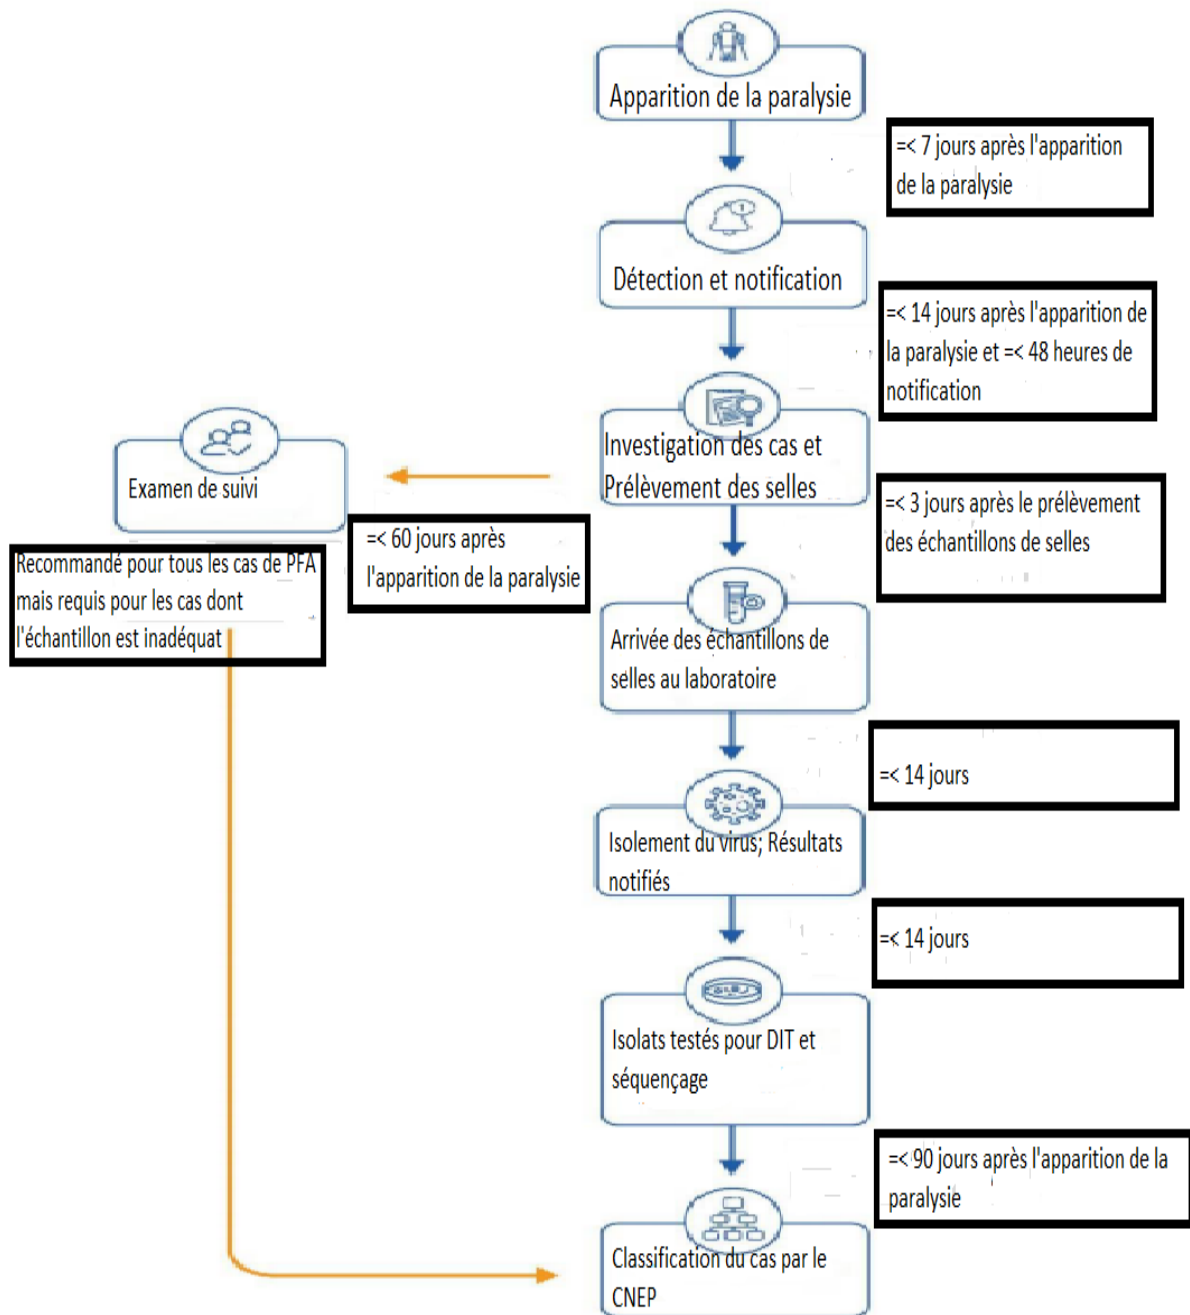 Apparition de la paralysie
=< 7 jours après l'apparition
de la paralysie
Détection et notification
=< 14 jours après l'apparition de
la paralysie et =< 48 heures de
notification
Investigation des cas et
Prélèvement des selles
Examen de suivi
=< 60 jours après
l'apparition de la paralysie
Recommandé pour tous les cas de PFA
mais requis pour les cas dont
l'échantillon est inadéquat
=< 3 jours après le prélèvement
des échantillons de selles
Arrivée des échantillons de
selles au laboratoire
=< 14 jours
Isolement du virus; Résultats
notifiés
=< 14 jours
Isolats testés pour DIT et
séquençage
=< 90 jours après l'apparition de la
paralysie
Classification du cas par le
CNEP